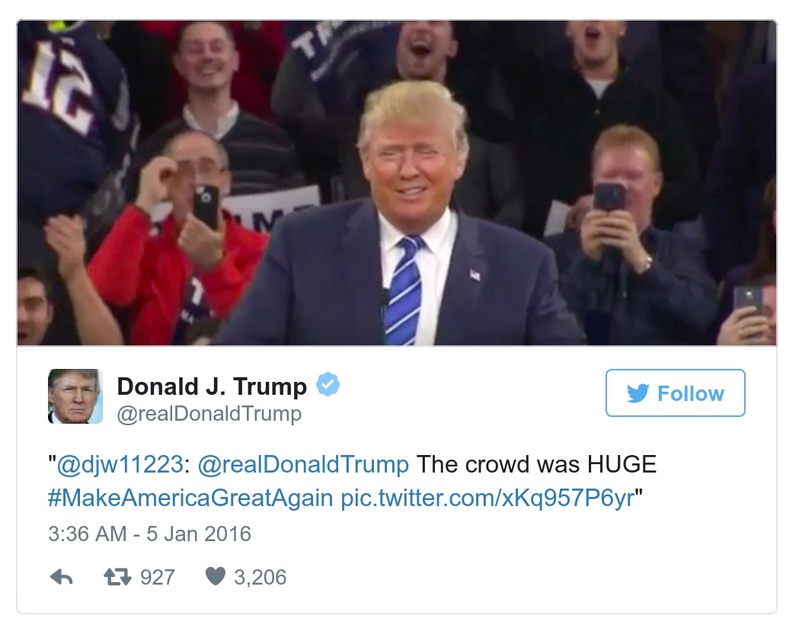 12
Donald J. Trump
@realDonaldTrump
Follow
"@djw11223: @realDonaldTrump The crowd was HUGE
#MakeAmericaGreatAgain pic.twitter.com/xKq957P6yr"
3:36 AM - 5 Jan 2016
927 3,206